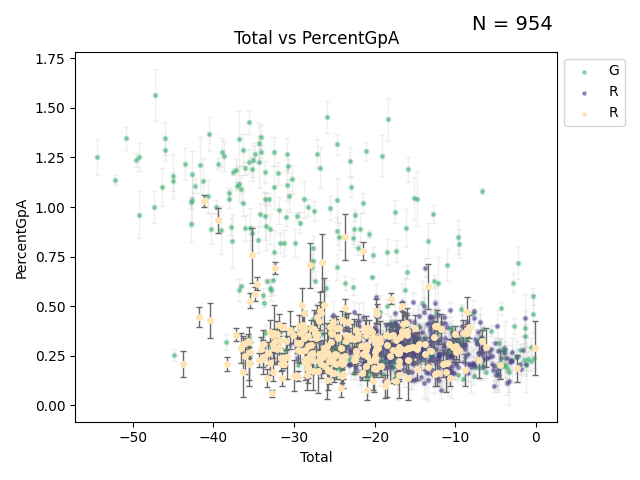 N = 954
Total vs PercentGpA
G
R
R
PercentGpA
1.75
1.50
1.25
1.00
0.75
0.50
0.25
0.00
−50 −40 −30 −20 −10 0
Total